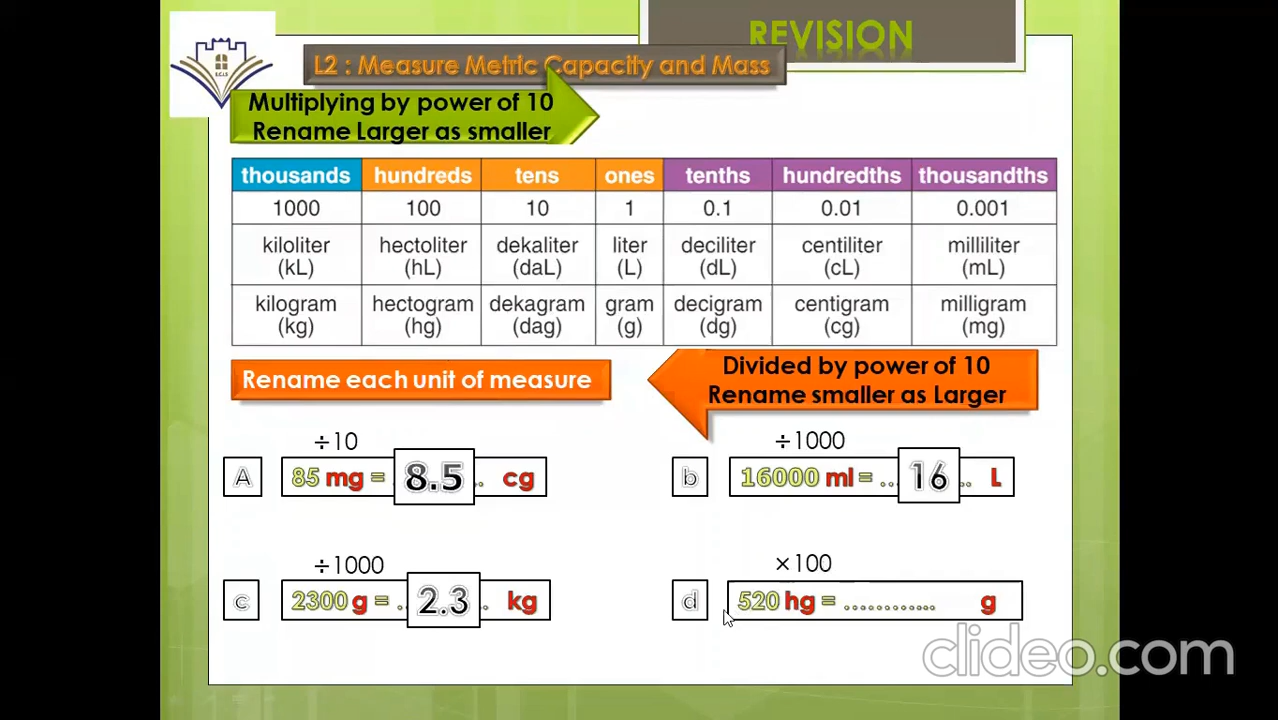 REVISION
E.C.I.S
L2 : Measure Metric Capacity and Mass
Multiplying by power of 10
Rename Larger as smaller
thousands hundreds tens ones tenths hundredths thousandths
1000 100 10 1 0.1 0.01 0.001
kiloliter hectoliter dekaliter liter deciliter centiliter milliliter
(kL) (hL) (daL) (L) (dL) (cL) (mL)
kilogram hectogram dekagram gram decigram centigram milligram
(kg) (hg) (dag) (g) (dg) (cg) (mg)
Rename each unit of measure
Divided by power of 10
Rename smaller as Larger
÷10
A 85 mg = 8.5 .. cg
÷1000
b 16000 ml = .. 16 .. L
÷1000
c 2300 g = .. 2.3 .. kg
×100
d 520 hg = ............ g
clideo.com